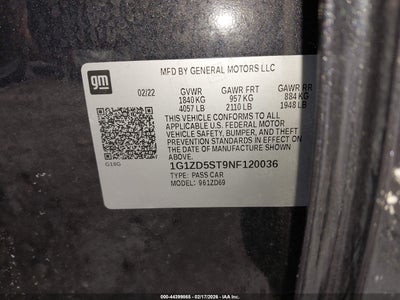 gm
MFD BY GENERAL MOTORS LLC
02/22 GVWR GAWR FRT GAWR RR
1840 KG 957 KG 884 KG
4057 LB 2110 LB 1948 LB
THIS VEHICLE CONFORMS TO ALL
APPLICABLE U.S. FEDERAL MOTOR
VEHICLE SAFETY, BUMPER, AND THEFT
PREVENTION STANDARDS IN EFFECT ON
THE DATE OF MANUFACTURE SHOWN
ABOVE.
1G1ZD5ST9NF120036
TYPE: PASS CAR
MODEL: 961ZD69
G10G
44399065 - 02/17/2026 - IAA Inc.